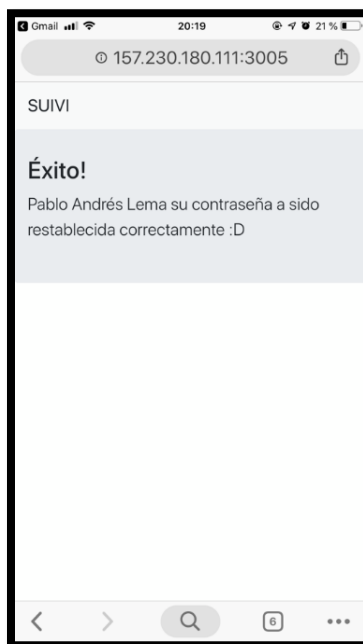 Gmail 20:19 21 %
157.230.180.111:3005
SUIVI
Éxito!
Pablo Andrés Lema su contraseña a sido
restablecida correctamente :D
6